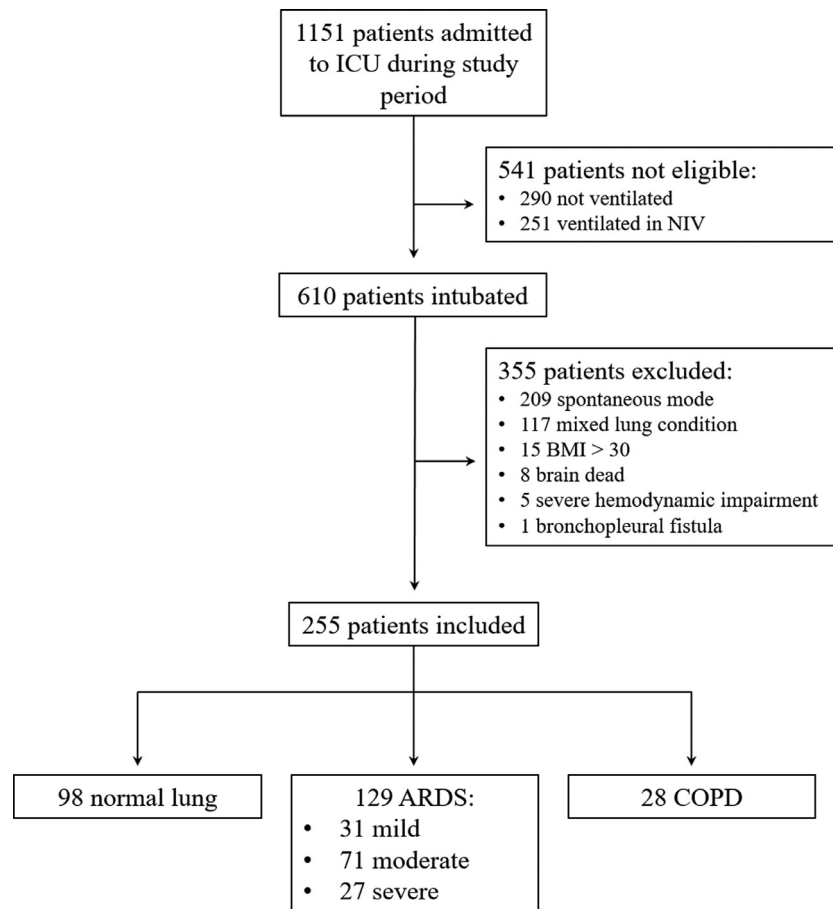 1151 patients admitted
to ICU during study
period
541 patients not eligible:
• 290 not ventilated
• 251 ventilated in NIV
610 patients intubated
355 patients excluded:
• 209 spontaneous mode
• 117 mixed lung condition
• 15 BMI > 30
• 8 brain dead
• 5 severe hemodynamic impairment
• 1 bronchopleural fistula
255 patients included
98 normal lung
129 ARDS:
• 31 mild
• 71 moderate
• 27 severe
28 COPD